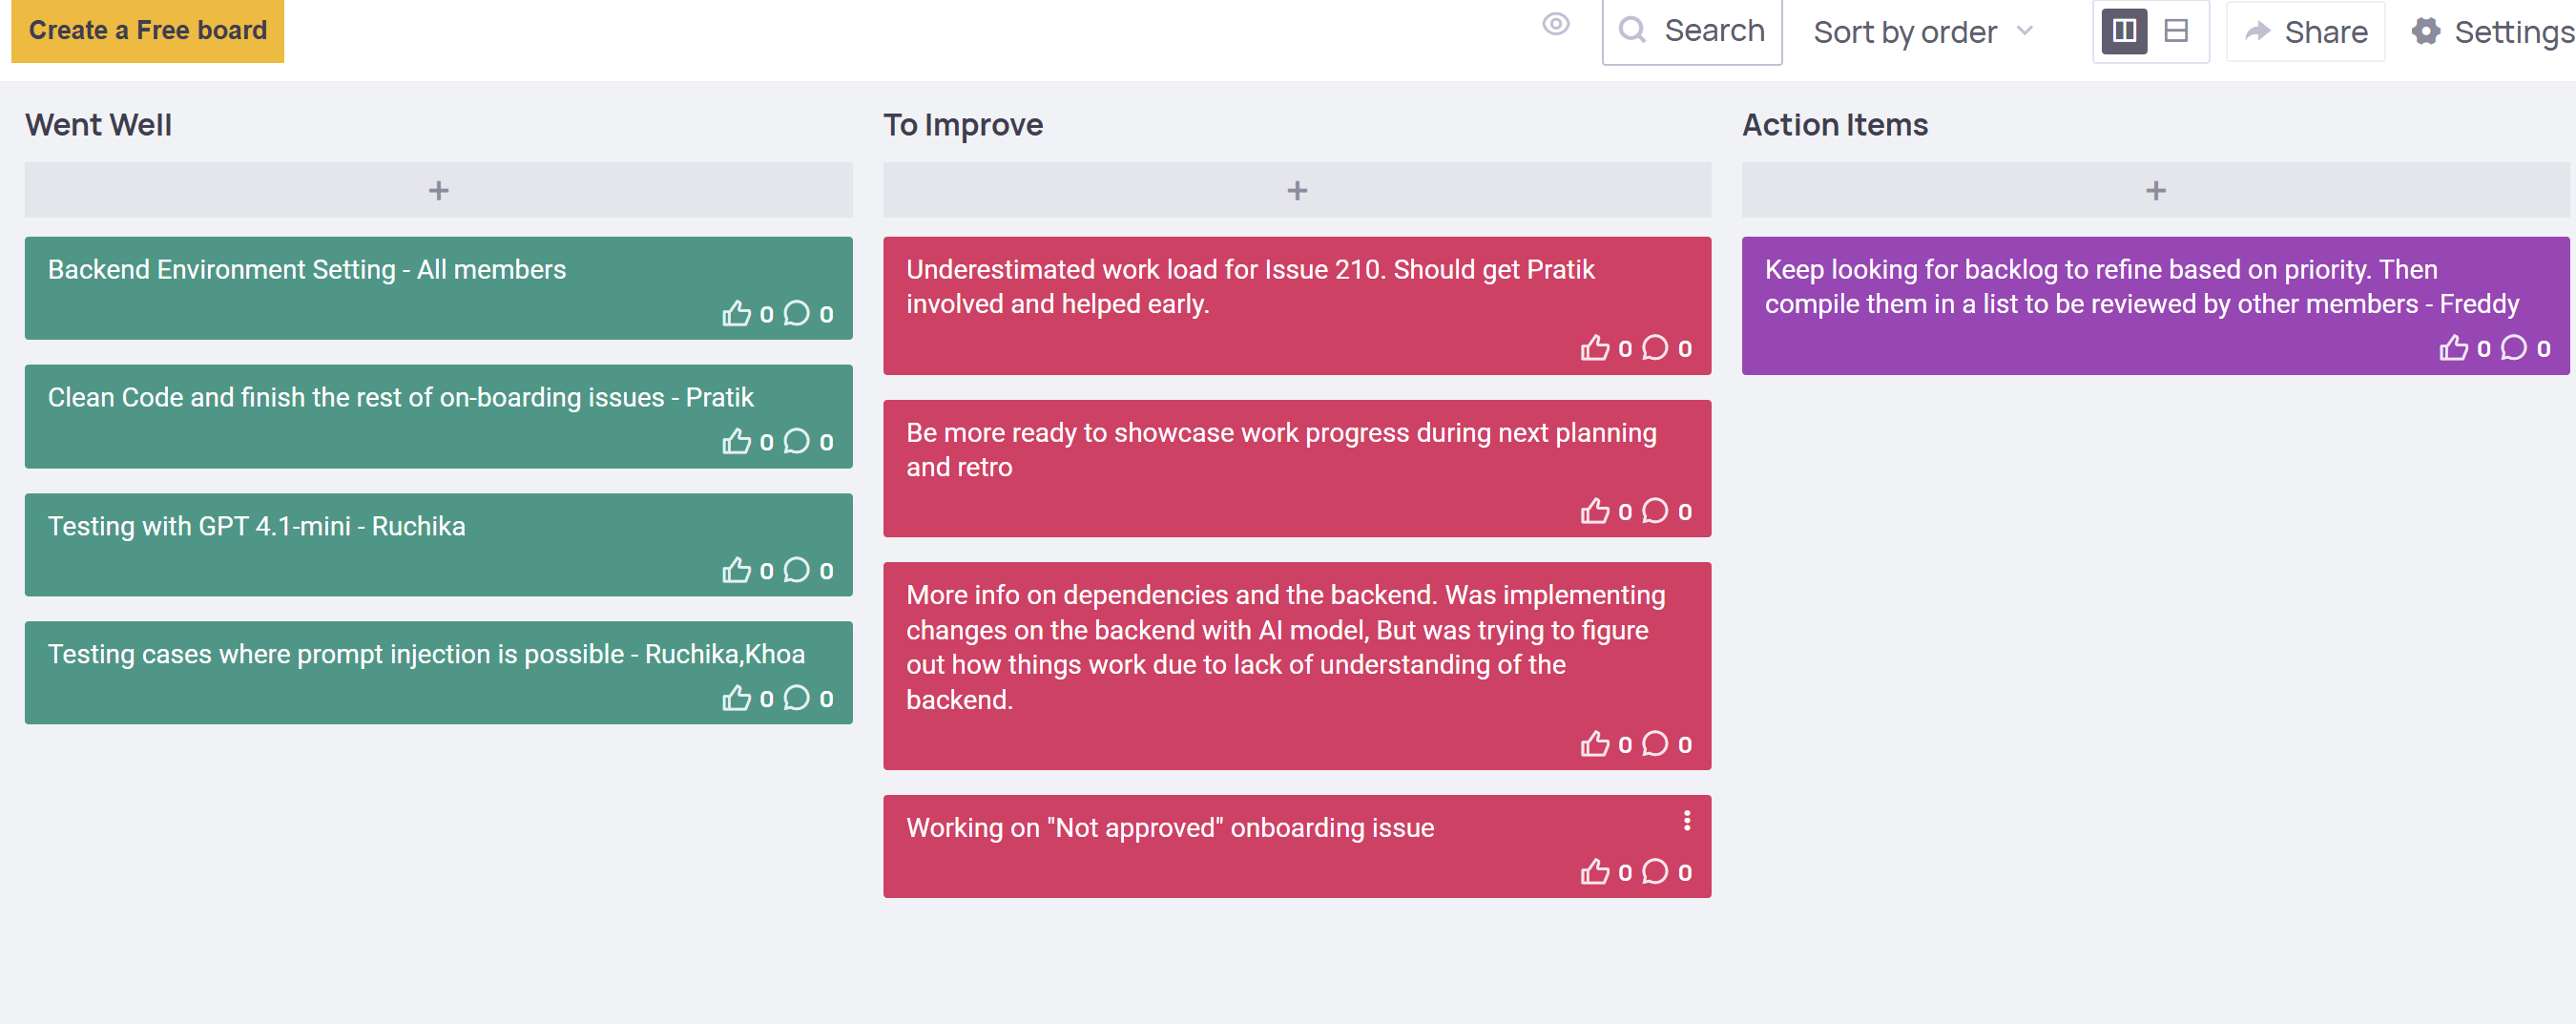 Create a Free board
Search
Sort by order
Share
Settings
Went Well
+
Backend Environment Setting - All members
0 0
Clean Code and finish the rest of on-boarding issues - Pratik
0 0
Testing with GPT 4.1-mini - Ruchika
0 0
Testing cases where prompt injection is possible - Ruchika,Khoa
0 0
To Improve
+
Underestimated work load for Issue 210. Should get Pratik
involved and helped early.
0 0
Be more ready to showcase work progress during next planning
and retro
0 0
More info on dependencies and the backend. Was implementing
changes on the backend with AI model, But was trying to figure
out how things work due to lack of understanding of the
backend.
0 0
Working on "Not approved" onboarding issue
0 0
Action Items
+
Keep looking for backlog to refine based on priority. Then
compile them in a list to be reviewed by other members - Freddy
0 0